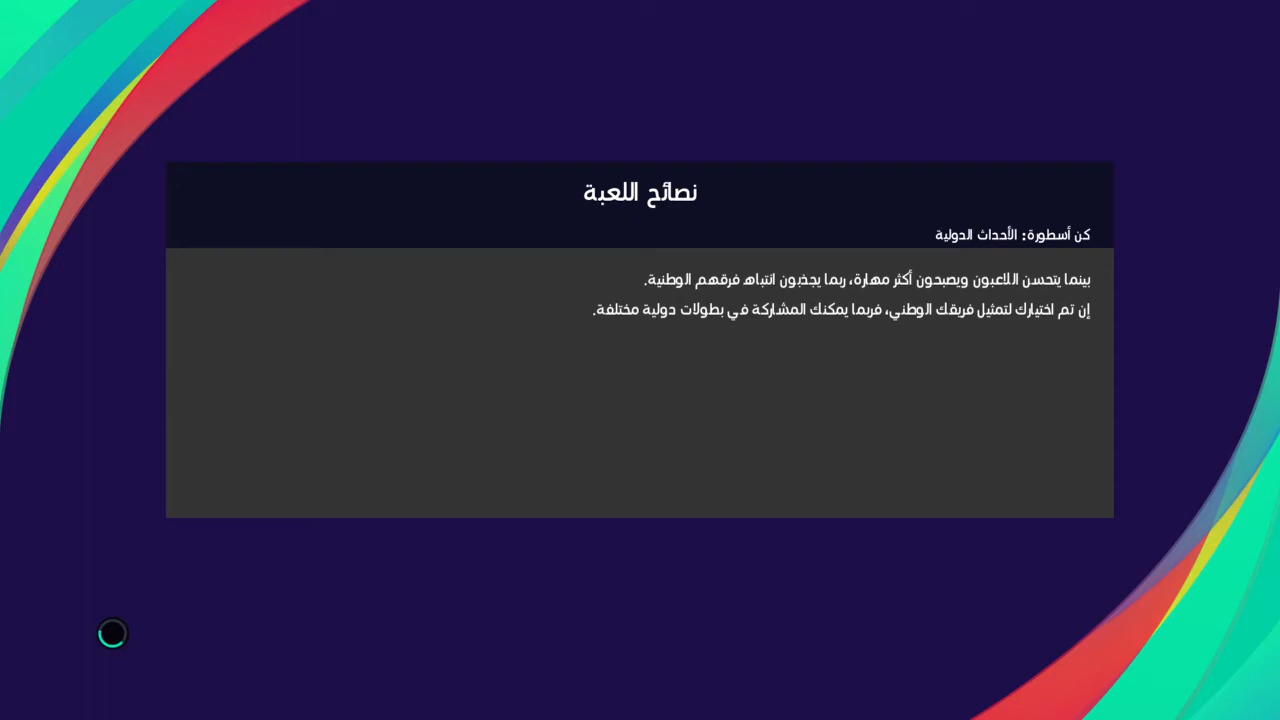 نصائح اللعبة
كن أسطورة: الأحداث الدولية
بينما يتحسن اللاعبون ويصبحون أكثر مهارة، ربما يجذبون انتباه فرقهم الوطنية.
إن تم اختيارك لتمثيل فريقك الوطني، فربما يمكنك المشاركة في بطولات دولية مختلفة.